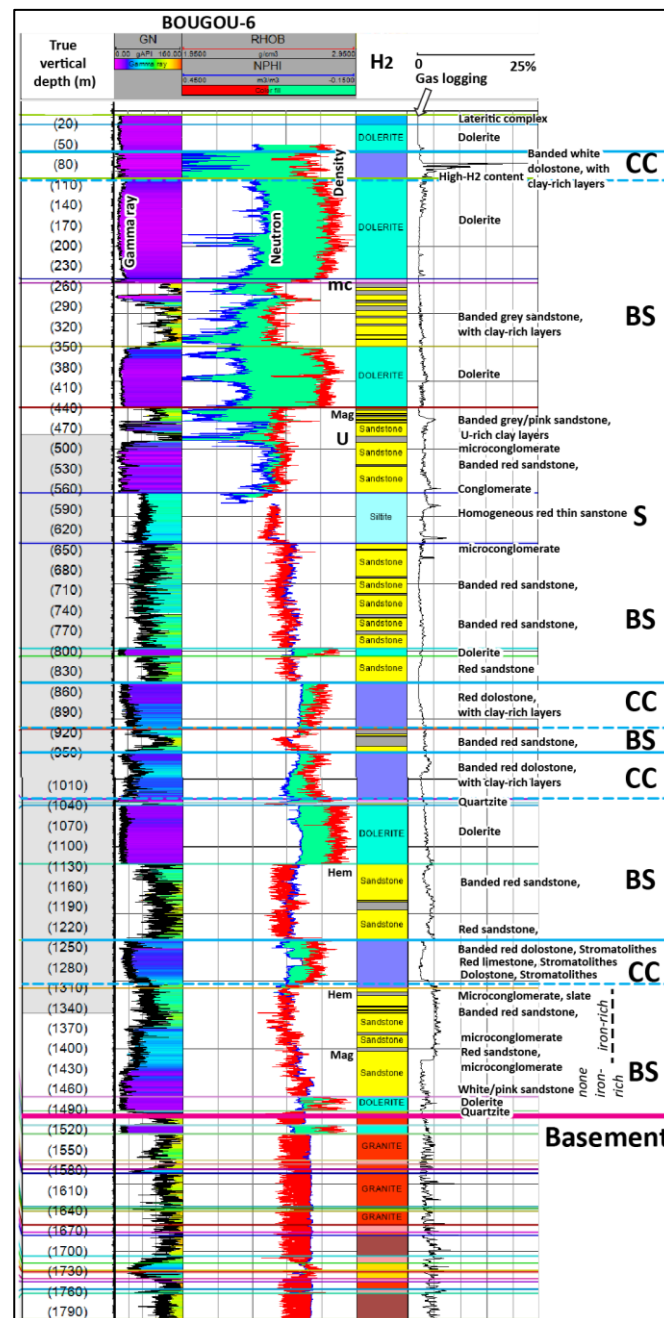 BOUGOU-6
True
vertical
depth (m)
GN
0.00 gAPI 160.00
Gamma ray
RHOB
g/cm3 2.9500
NPHI
0.4500 m3/m3 -0.1500
Color fill
H2
Gas logging
0 25%
(20)
(50)
(80)
(110)
(140)
(170)
(200)
(230)
(260)
(290)
(320)
(350)
(380)
(410)
(440)
(470)
(500)
(530)
(560)
(590)
(620)
(650)
(680)
(710)
(740)
(770)
(800)
(830)
(860)
(890)
(920)
(950)
(1010)
(1040)
(1070)
(1100)
(1130)
(1160)
(1190)
(1220)
(1250)
(1280)
(1310)
(1340)
(1370)
(1400)
(1430)
(1460)
(1490)
(1520)
(1550)
(1580)
(1610)
(1640)
(1670)
(1700)
(1730)
(1760)
(1790)
Gamma ray
Neutron
Density
mc
Mag
U
Hem
Hem
Mag
DOLERITE
DOLERITE
DOLERITE
Sandstone
Sandstone
Sandstone
Siltite
Sandstone
Sandstone
Sandstone
Sandstone
Sandstone
Sandstone
DOLERITE
Sandstone
Sandstone
Sandstone
Sandstone
Sandstone
DOLERITE
GRANITE
GRANITE
GRANITE
Lateritic complex
Dolerite
Banded white
dolostone, with
clay-rich layers
High-H2 content
Dolerite
Banded grey sandstone,
with clay-rich layers
Dolerite
Banded grey/pink sandstone,
U-rich clay layers
microconglomerate
Banded red sandstone,
Conglomerate
Homogeneous red thin sanstone
microconglomerate
Banded red sandstone,
Banded red sandstone,
Dolerite
Red sandstone
Red dolostone,
with clay-rich layers
Banded red sandstone,
Banded red dolostone,
with clay-rich layers
Quartzite
Dolerite
Banded red sandstone,
Red sandstone,
Banded red dolostone, Stromatolithes
Red limestone, Stromatolithes
Dolostone, Stromatolithes
Microconglomerate, slate
Banded red sandstone,
microconglomerate
Red sandstone,
microconglomerate
White/pink sandstone
Dolerite
Quartzite
iron-rich
none
iron-
rich
CC
BS
S
BS
CC
BS
CC
BS
CC
BS
Basement